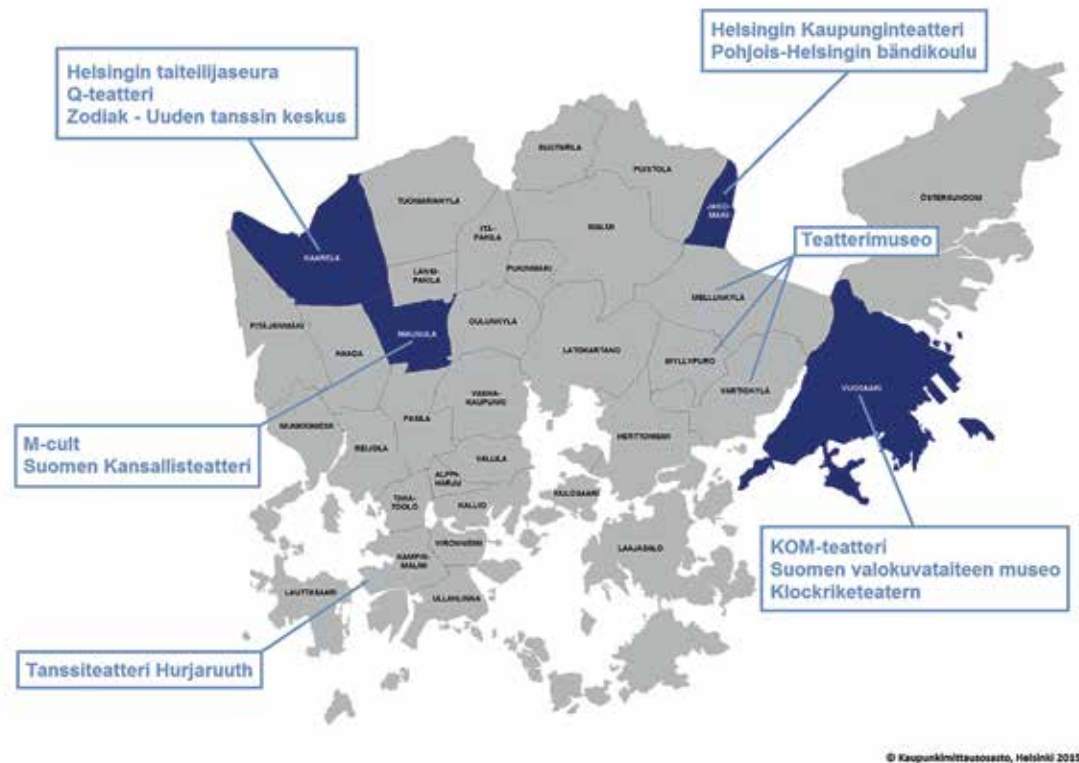 Helsingin Kaupunginteatteri
Pohjois-Helsingin bändikoulu
Helsingin taiteilijaseura
Q-teatteri
Zodiak - Uuden tanssin keskus
SUUTARILA
PUISTOLA
TUOMARINKYLÄ
ÖSTERSUNDOM
JAKO-
MÄKI
ITÄ-
PAKILA
MALMI
Teatterimuseo
KAARELA
LÄNSI-
PAKILA
PUKINMÄKI
MELLUNKYLÄ
PITÄJÄNMÄKI
MAUNULA
OULUNKYLÄ
HAAGA
LATOKARTANO
MYLLYPURO
VARTIOKYLÄ
VUOSAARI
VANHA-
KAUPUNKI
MUNKKINIEMI
PASILA
REIJOLA
HERTTONIEMI
M-cult
Suomen Kansallisteatteri
VALLILA
ALPPI-
HARJU
TAKA-
TÖÖLÖ
KALLIO
KULOSAARI
VIRONNIEMI
KAMPIN-
MALMI
LAAJASALO
KOM-teatteri
Suomen valokuvataiteen museo
Klockriketeatern
LAUTTASAARI
ULLANLINNA
Tanssiteatteri Hurjaruuth
© Kaupunkimittausosasto, Helsinki 2015